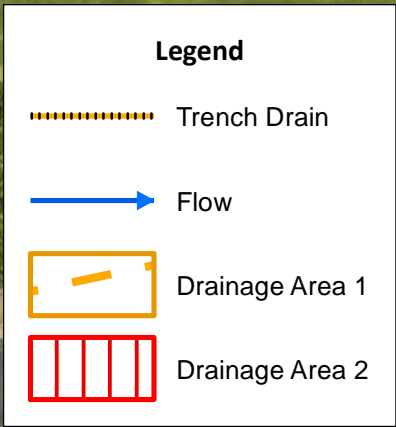 Legend
Trench Drain
Flow
Drainage Area 1
Drainage Area 2